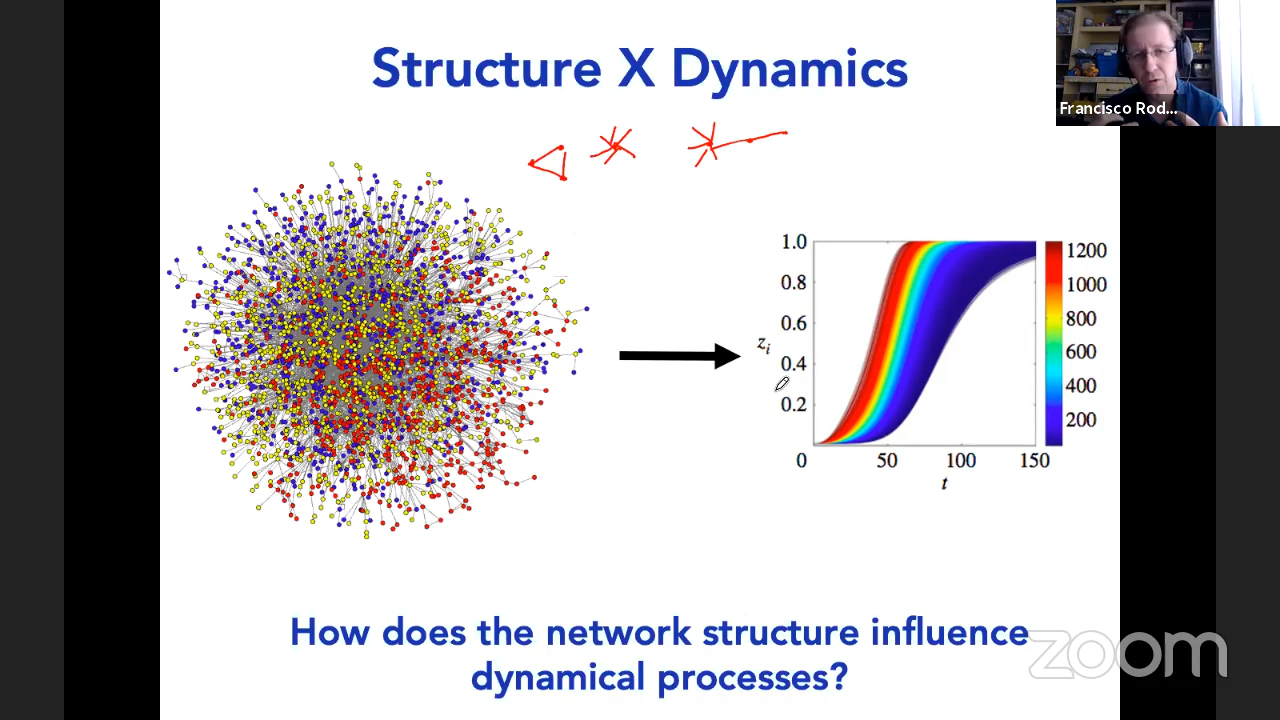 Structure X Dynamics
Francisco Rod...
1.0
0.8
0.6
0.4
0.2
z_i
0
50
100
150
t
1200
1000
800
600
400
200
How does the network structure influence
dynamical processes?
zoom